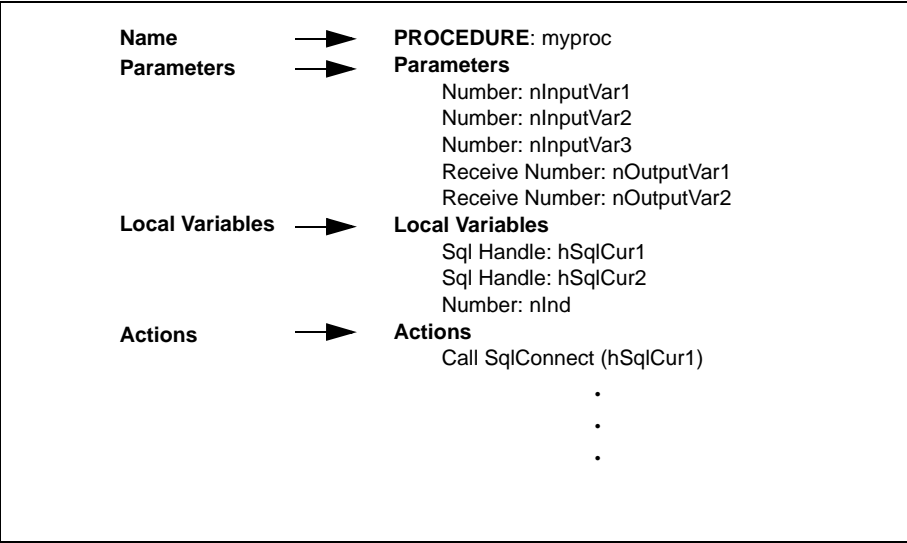 Name PROCEDURE: myproc
Parameters Parameters
Number: nInputVar1
Number: nInputVar2
Number: nInputVar3
Receive Number: nOutputVar1
Receive Number: nOutputVar2
Local Variables Local Variables
Sql Handle: hSqlCur1
Sql Handle: hSqlCur2
Number: nInd
Actions Actions
Call SqlConnect (hSqlCur1)
.
.
.